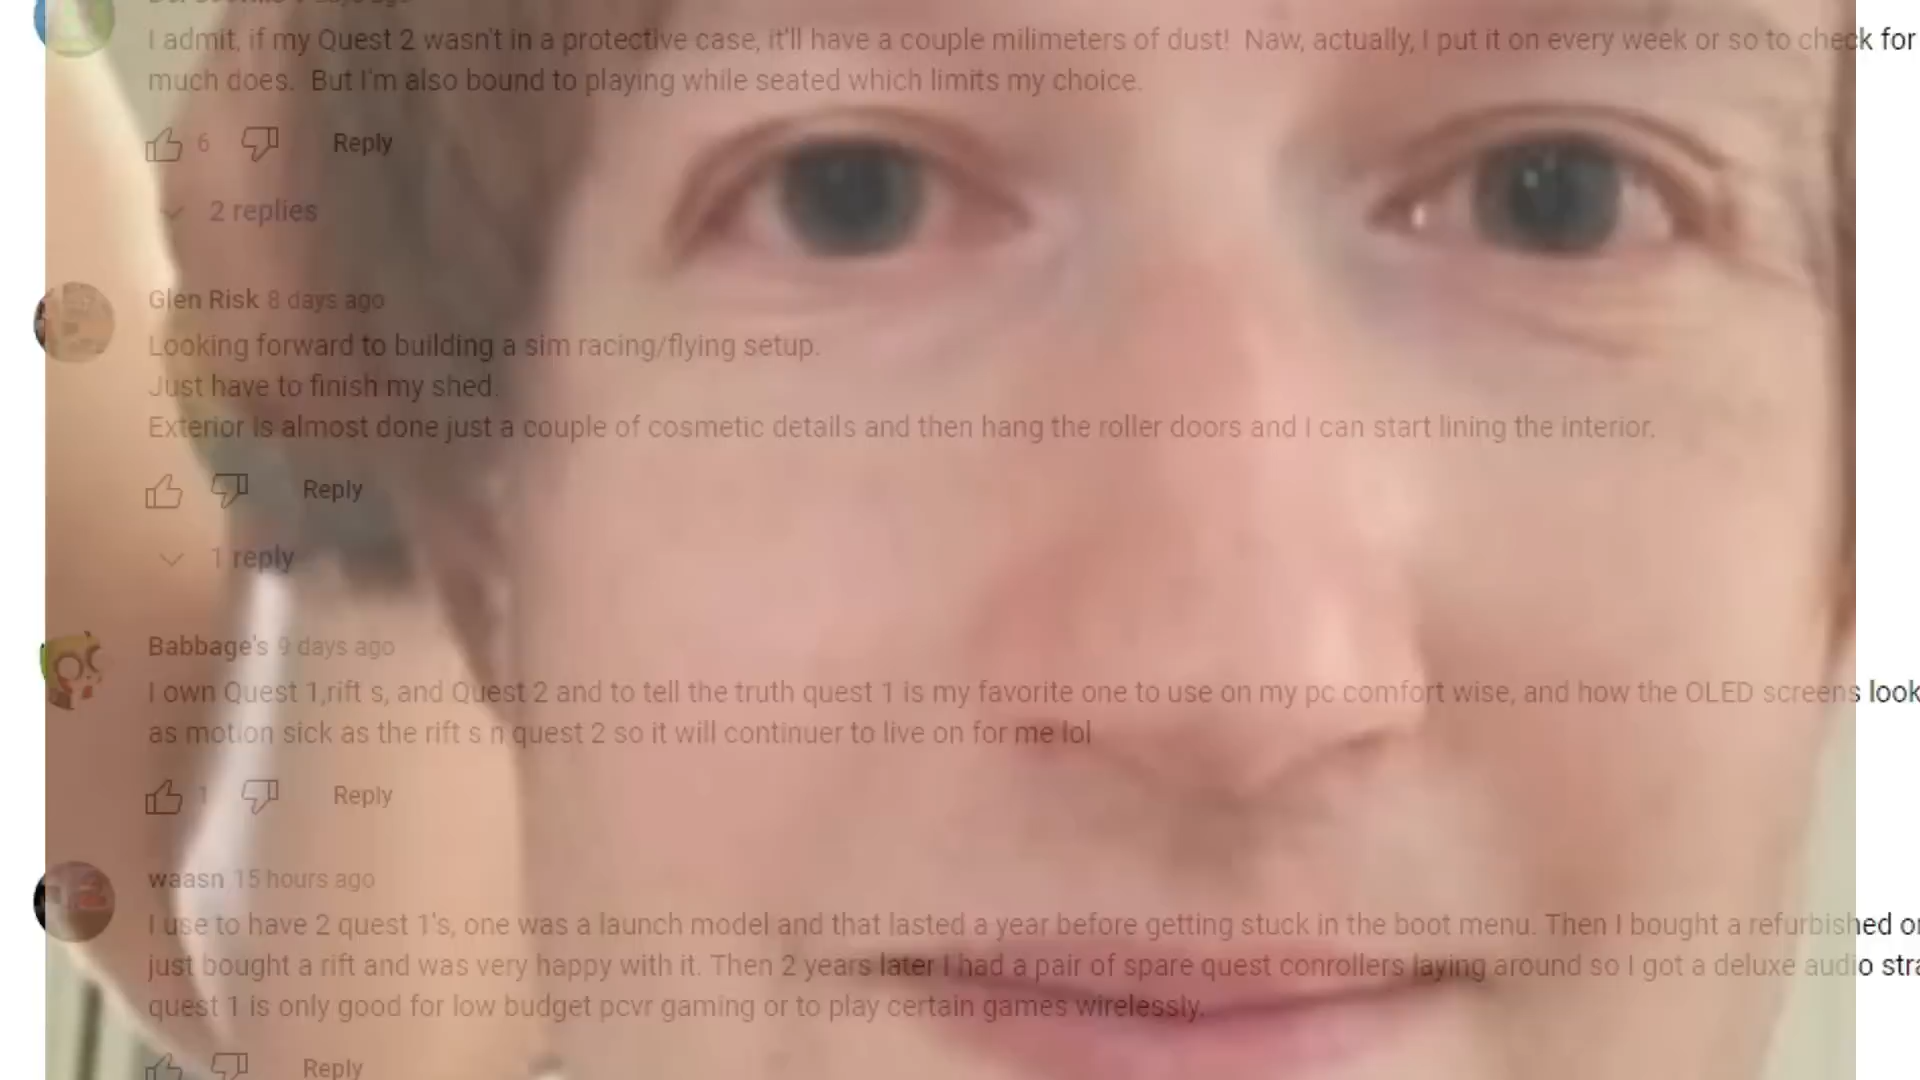 I admit, if my Quest 2 wasn't in a protective case, it'll have a couple milimeters of dust!  Naw, actually, I put it on every week or so to check for
much does.  But I'm also bound to playing while seated which limits my choice.
6 Reply
2 replies
Glen Risk 8 days ago
Looking forward to building a sim racing/flying setup.
Just have to finish my shed.
Exterior is almost done just a couple of cosmetic details and then hang the roller doors and I can start lining the interior.
Reply
1 reply
Babbage's 9 days ago
I own Quest 1,rift s, and Quest 2 and to tell the truth quest 1 is my favorite one to use on my pc comfort wise, and how the OLED screens look
as motion sick as the rift s n quest 2 so it will continuer to live on for me lol
1 Reply
waasn 15 hours ago
I use to have 2 quest 1's, one was a launch model and that lasted a year before getting stuck in the boot menu. Then I bought a refurbished
just bought a rift and was very happy with it. Then 2 years later I had a pair of spare quest conrollers laying around so I got a deluxe audio
quest 1 is only good for low budget pcvr gaming or to play certain games wirelessly.
Reply